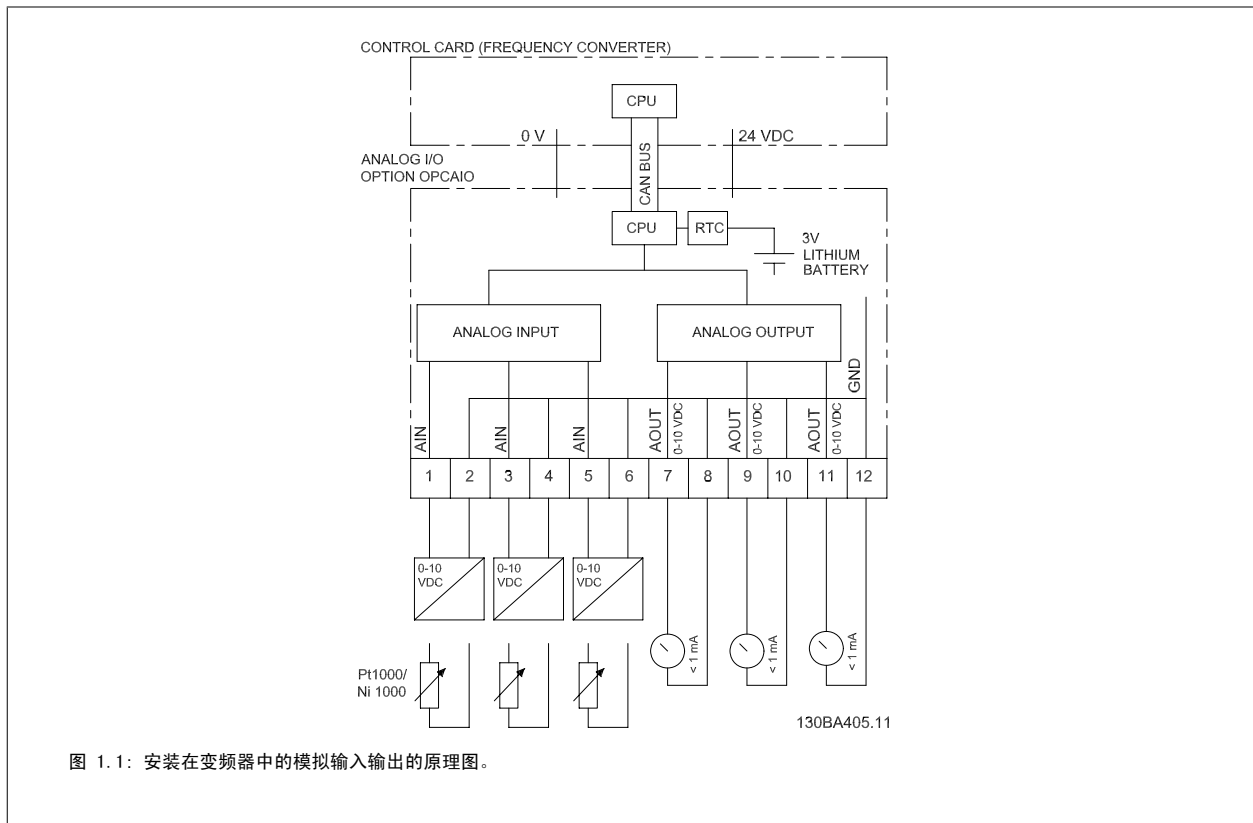 CONTROL CARD (FREQUENCY CONVERTER)
CPU
0 V
24 VDC
CAN BUS
ANALOG I/O
OPTION OPCAIO
CPU
RTC
3V
LITHIUM
BATTERY
ANALOG INPUT
ANALOG OUTPUT
GND
AIN
AIN
AIN
AOUT
0-10 VDC
AOUT
0-10 VDC
AOUT
0-10 VDC
1 2 3 4 5 6 7 8 9 10 11 12
0-10
VDC
0-10
VDC
0-10
VDC
< 1 mA
< 1 mA
< 1 mA
Pt1000/
Ni 1000
130BA405.11
图 1.1: 安装在变频器中的模拟输入输出的原理图。